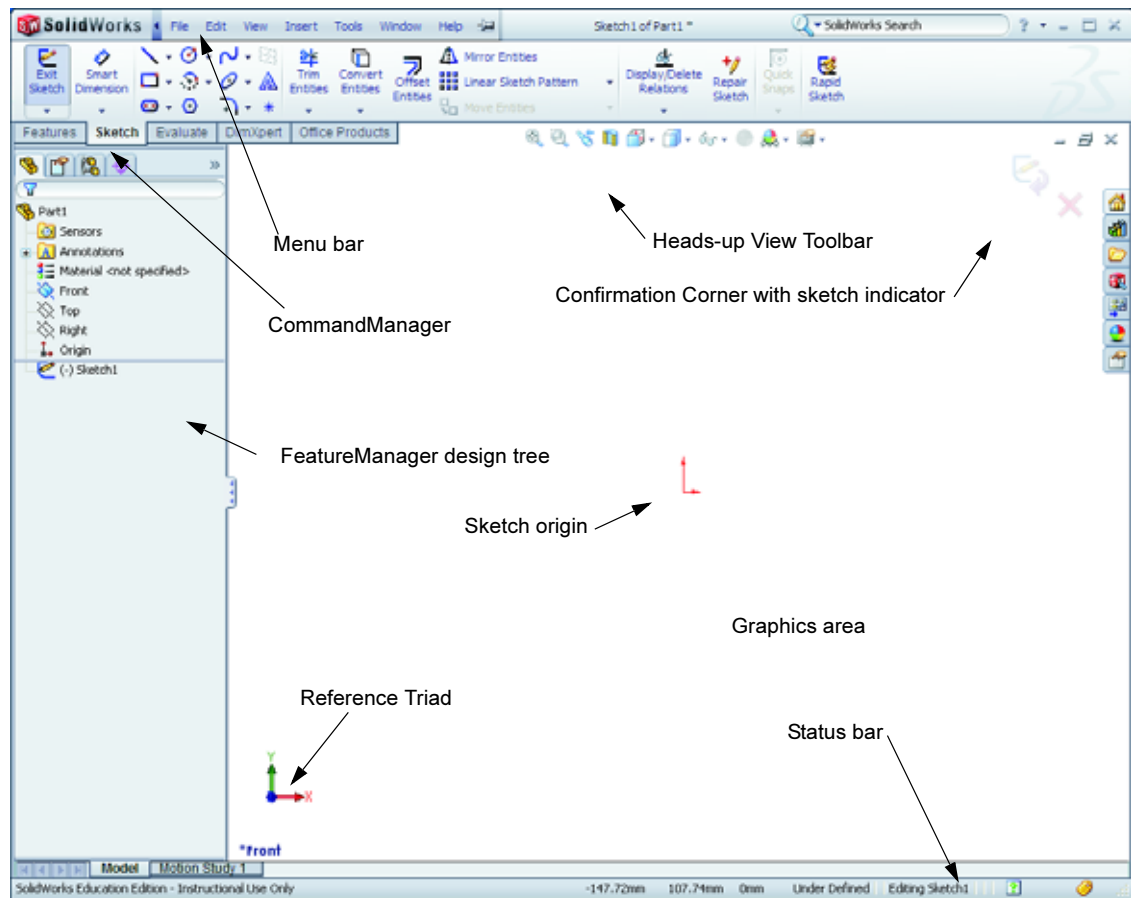 SolidWorks File Edit View Insert Tools Window Help Sketch1 of Part1 * SolidWorks Search ?
Exit Sketch
Smart Dimension
Trim Entities
Convert Entities
Offset Entities
Mirror Entities
Linear Sketch Pattern
Move Entities
Display/Delete Relations
Repair Sketch
Quick Snaps
Rapid Sketch
Features Sketch Evaluate DimXpert Office Products
Part1
Sensors
Annotations
Material <not specified>
Front
Top
Right
Origin
(-) Sketch1
Menu bar
Heads-up View Toolbar
Confirmation Corner with sketch indicator
CommandManager
FeatureManager design tree
Sketch origin
Graphics area
Reference Triad
Status bar
Y
X
*Front
Model Motion Study 1
SolidWorks Education Edition - Instructional Use Only -147.72mm 107.74mm 0mm Under Defined Editing Sketch1